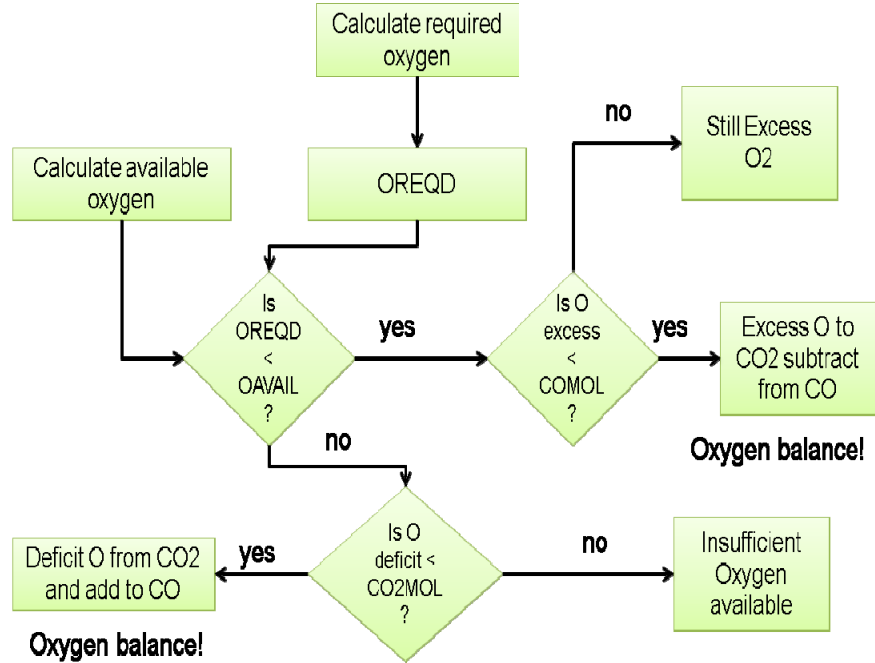 Calculate required
oxygen
no
Still Excess
O2
Calculate available
oxygen
OREQD
Is
OREQD
<
OAVAIL
?
yes
Is O
excess
<
COMOL
?
yes
Excess O to
CO2 subtract
from CO
Oxygen balance!
no
Is O
deficit <
CO2MOL
?
yes
Deficit O from CO2
and add to CO
Oxygen balance!
no
Insufficient
Oxygen
available